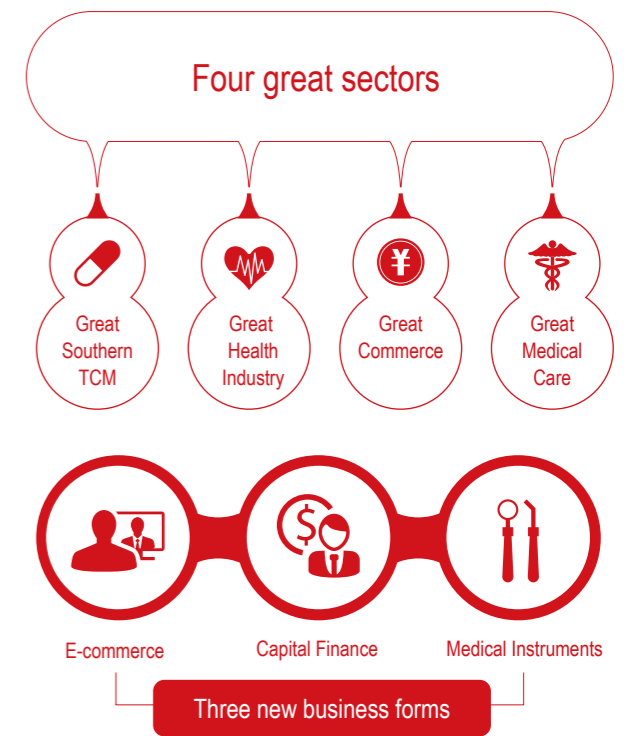 Four great sectors
Great
Southern
TCM
Great
Health
Industry
¥
Great
Commerce
Great
Medical
Care
$
E-commerce
Capital Finance
Medical Instruments
Three new business forms